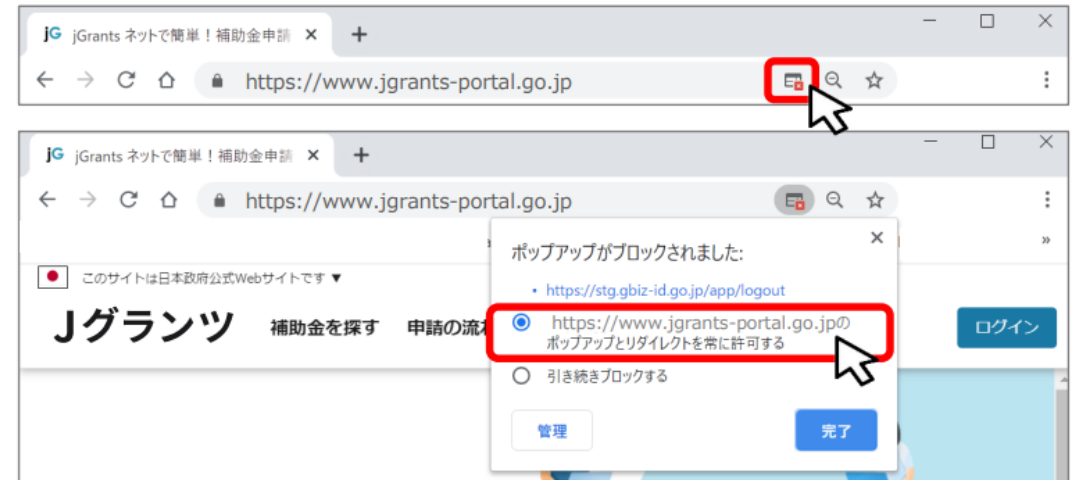 jG jGrants ネットで簡単！補助金申請
https://www.jgrants-portal.go.jp
jG jGrants ネットで簡単！補助金申請
https://www.jgrants-portal.go.jp
ポップアップがブロックされました:
• https://stg.gbiz-id.go.jp/app/logout
このサイトは日本政府公式Webサイトです ▼
Jグランツ 補助金を探す 申請の流 ログイン
https://www.jgrants-portal.go.jpの
ポップアップとリダイレクトを常に許可する
引き続きブロックする
管理 完了